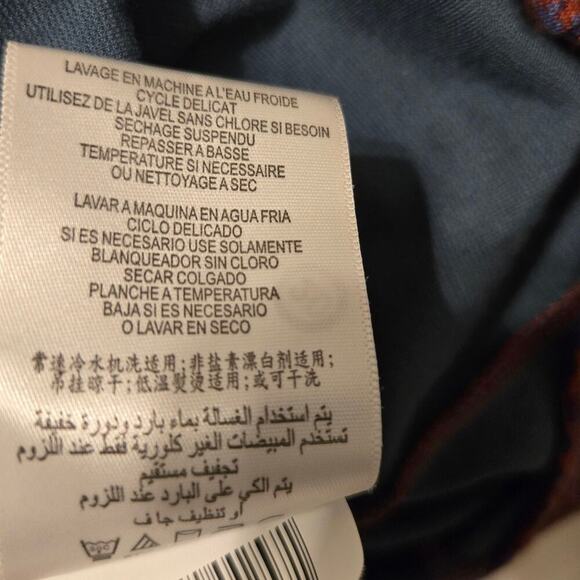 LAVAGE EN MACHINE A L'EAU FROIDE
CYCLE DELICAT
UTILISEZ DE LA JAVEL SANS CHLORE SI BESOIN
SECHAGE SUSPENDU
REPASSER A BASSE
TEMPERATURE SI NECESSAIRE
OU NETTOYAGE A SEC
LAVAR A MAQUINA EN AGUA FRIA
CICLO DELICADO
SI ES NECESARIO USE SOLAMENTE
BLANQUEADOR SIN CLORO
SECAR COLGADO
PLANCHE A TEMPERATURA
BAJA SI ES NECESARIO
O LAVAR EN SECO
常速冷水机洗适用;非盐素漂白剂适用;
吊挂晾干;低温熨烫适用;或可干洗
يتم استخدام الغسالة بماء بارد ودورة خفيفة
تستخدم المبيضات الغير كلورية فقط عند اللزوم
تجفيف مستقيم
يتم الكي على البارد عند اللزوم
او تنظيف جا ف